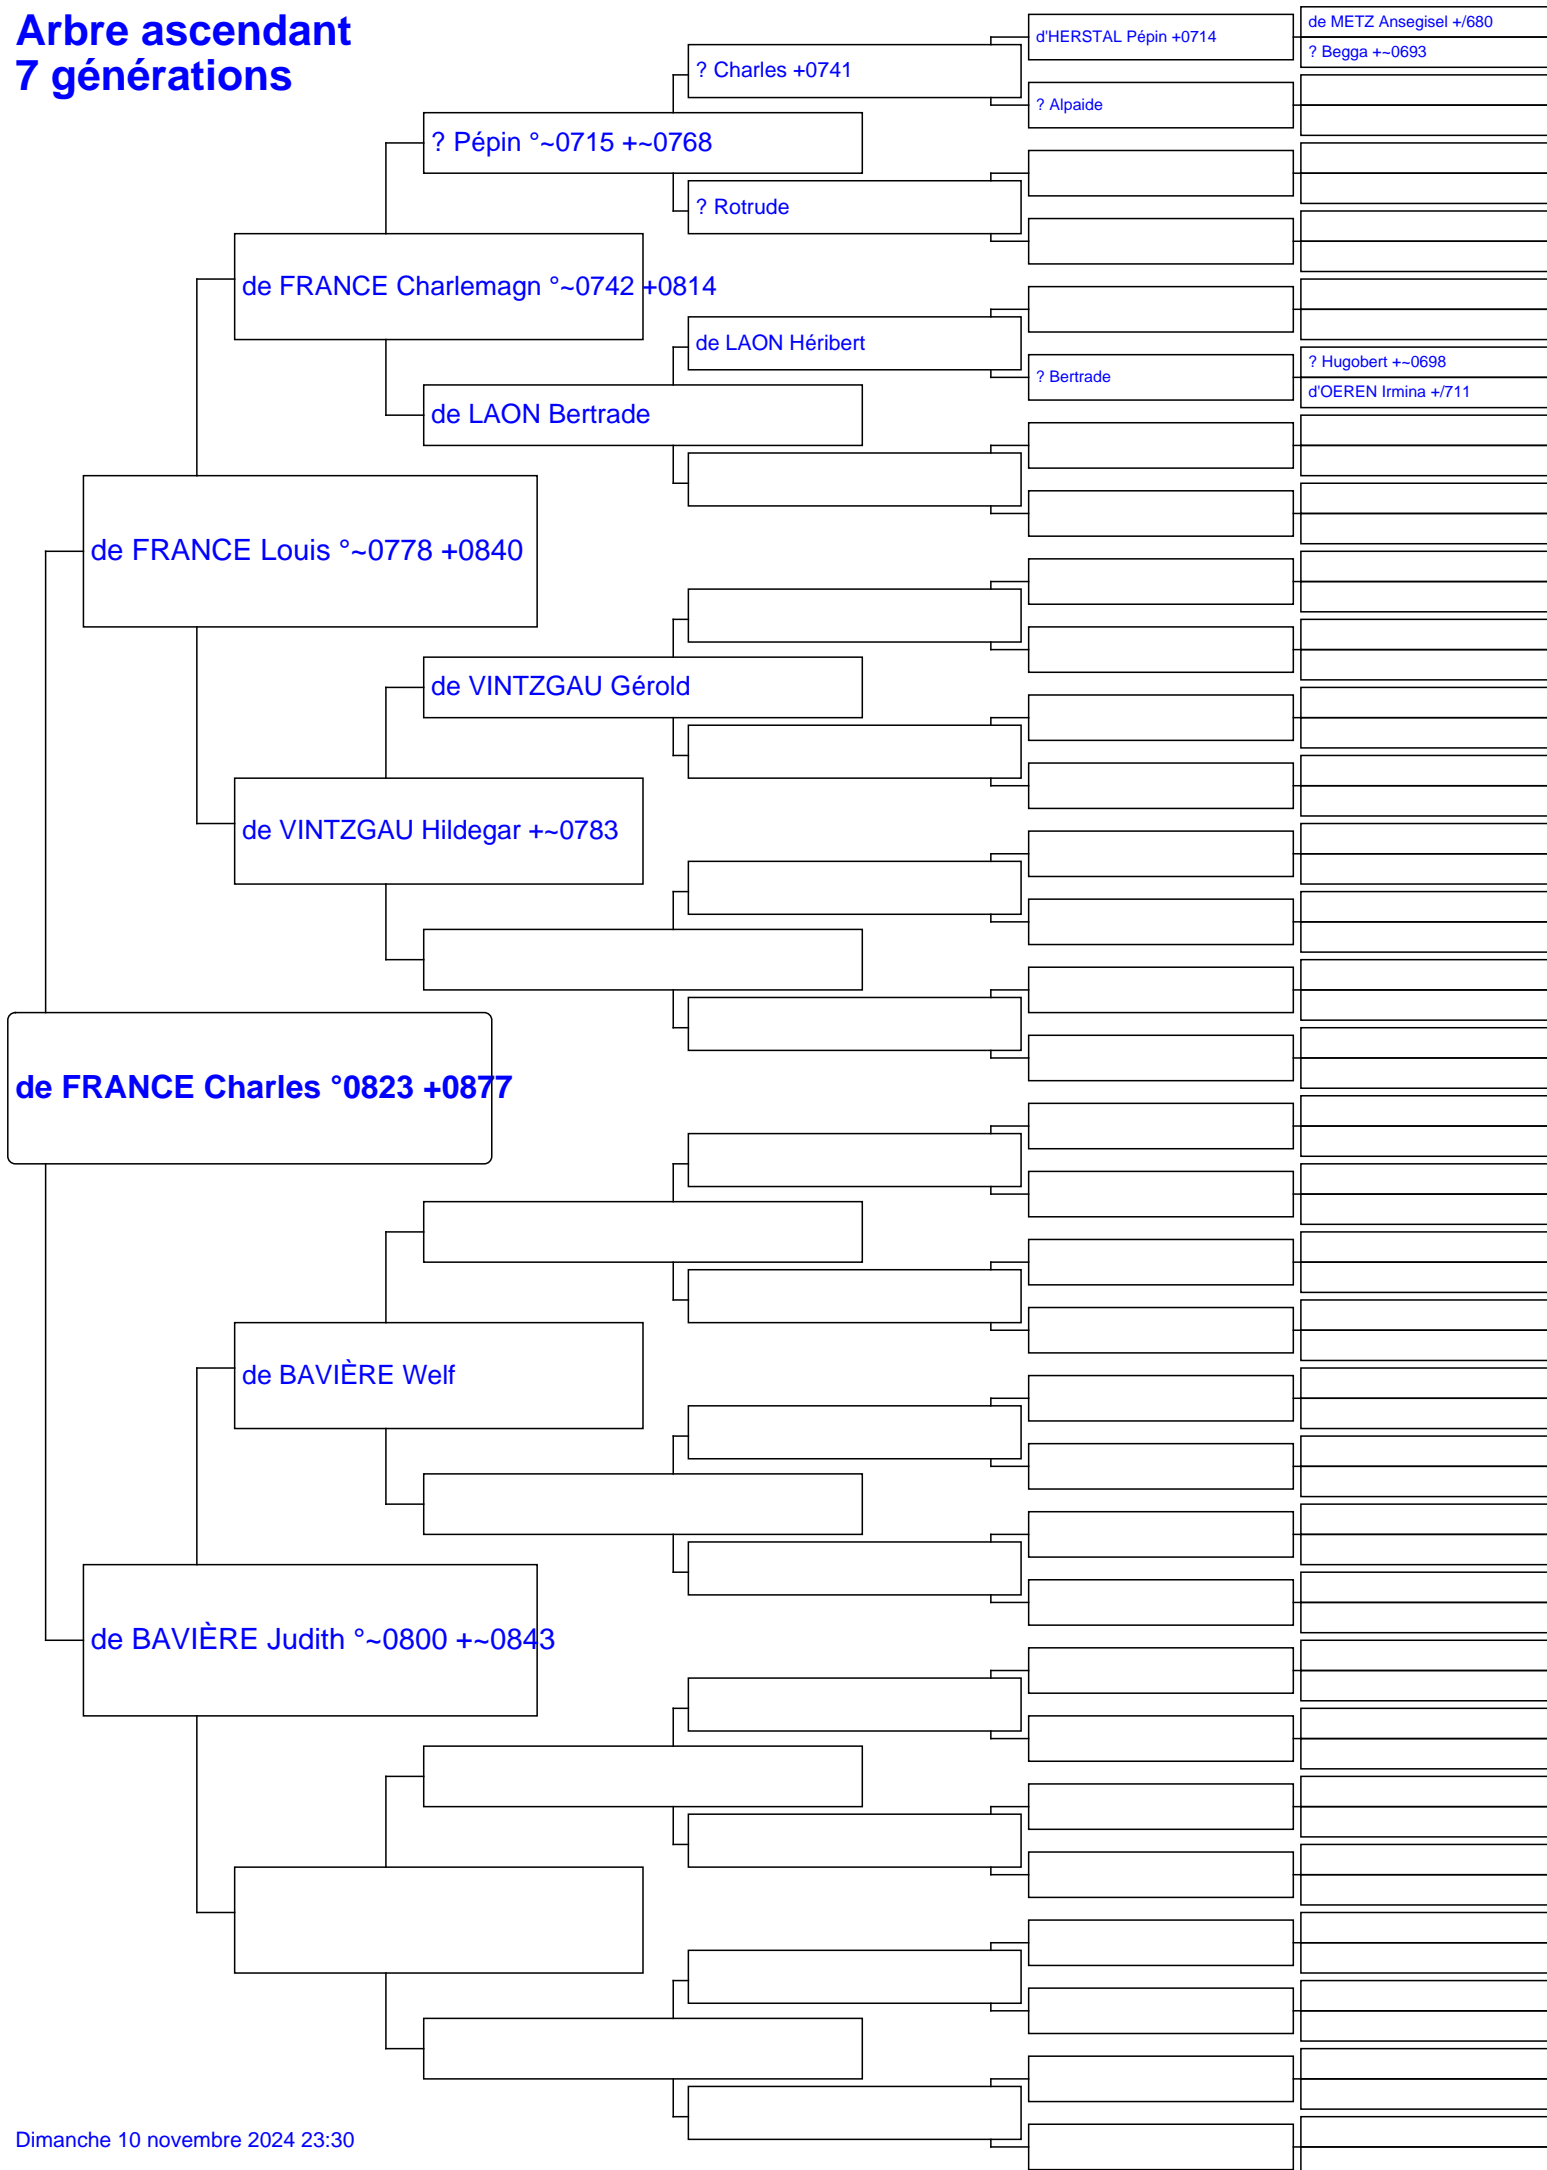 Arbre ascendant
7 générations
de METZ Ansegisel +/680
d'HERSTAL Pépin +0714
? Begga +~0693
? Charles +0741
? Alpaide
? Pépin °~0715 +~0768
? Rotrude
de FRANCE Charlemagn °~0742 +0814
de LAON Héribert
? Hugobert +~0698
? Bertrade
d'OEREN Irmina +/711
de LAON Bertrade
de FRANCE Louis °~0778 +0840
de VINTZGAU Gérold
de VINTZGAU Hildegar +~0783
de FRANCE Charles °0823 +0877
de BAVIÈRE Welf
de BAVIÈRE Judith °~0800 +~0843
Dimanche 10 novembre 2024 23:30